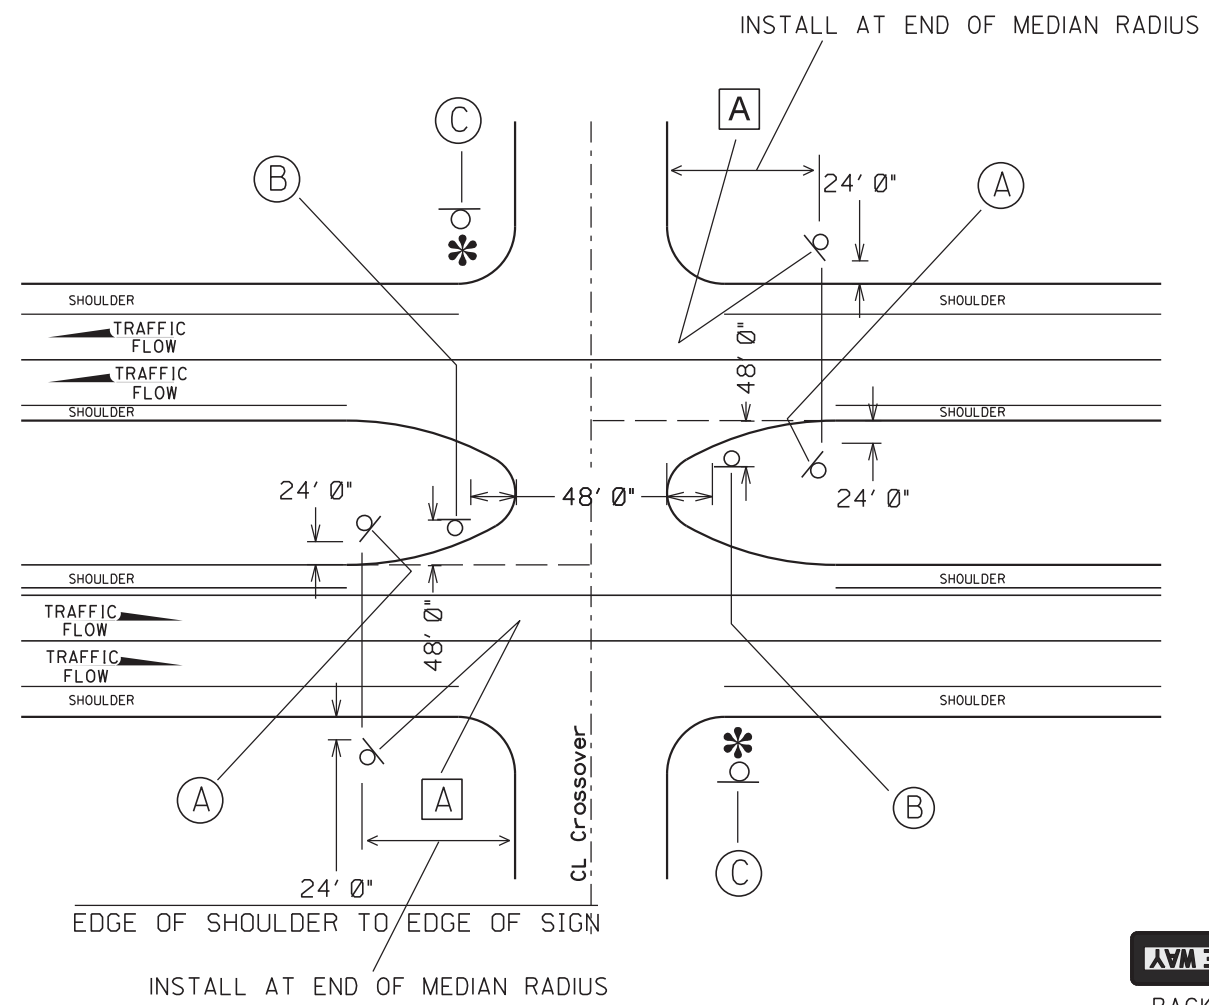 INSTALL AT END OF MEDIAN RADIUS
A
C
B
24' 0"
A
SHOULDER
SHOULDER
TRAFFIC
FLOW
48' 0"
TRAFFIC
FLOW
SHOULDER
SHOULDER
24' 0"
48' 0"
24' 0"
SHOULDER
SHOULDER
TRAFFIC
FLOW
48' 0"
TRAFFIC
FLOW
SHOULDER
SHOULDER
CL Crossover
A
A
B
C
24' 0"
EDGE OF SHOULDER TO EDGE OF SIGN
WAY
INSTALL AT END OF MEDIAN RADIUS